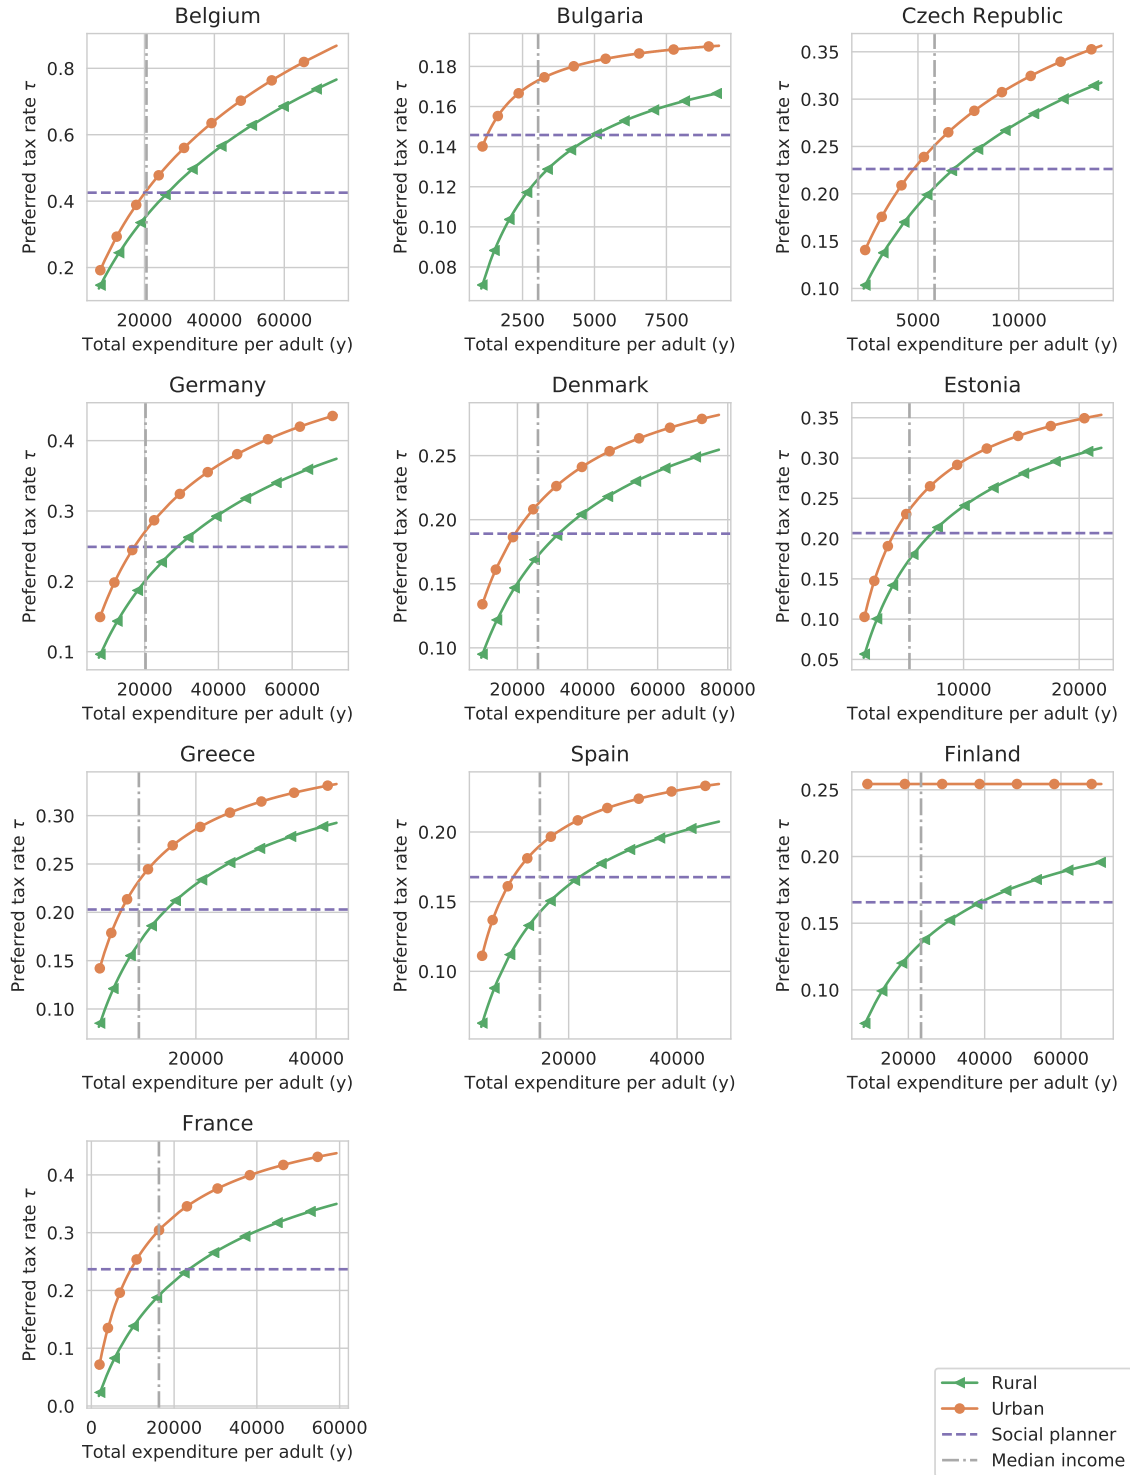 Belgium
Preferred tax rate τ
0.8
0.6
0.4
0.2
20000 40000 60000
Total expenditure per adult (y)
Bulgaria
Preferred tax rate τ
0.18
0.16
0.14
0.12
0.10
0.08
2500 5000 7500
Total expenditure per adult (y)
Czech Republic
Preferred tax rate τ
0.35
0.30
0.25
0.20
0.15
0.10
5000 10000
Total expenditure per adult (y)
Germany
Preferred tax rate τ
0.4
0.3
0.2
0.1
20000 40000 60000
Total expenditure per adult (y)
Denmark
Preferred tax rate τ
0.25
0.20
0.15
0.10
20000 40000 60000 80000
Total expenditure per adult (y)
Estonia
Preferred tax rate τ
0.35
0.30
0.25
0.20
0.15
0.10
0.05
10000 20000
Total expenditure per adult (y)
Greece
Preferred tax rate τ
0.30
0.25
0.20
0.15
0.10
20000 40000
Total expenditure per adult (y)
Spain
Preferred tax rate τ
0.20
0.15
0.10
20000 40000
Total expenditure per adult (y)
Finland
Preferred tax rate τ
0.25
0.20
0.15
0.10
20000 40000 60000
Total expenditure per adult (y)
France
Preferred tax rate τ
0.4
0.3
0.2
0.1
0.0
0 20000 40000 60000
Total expenditure per adult (y)
Rural
Urban
Social planner
Median income